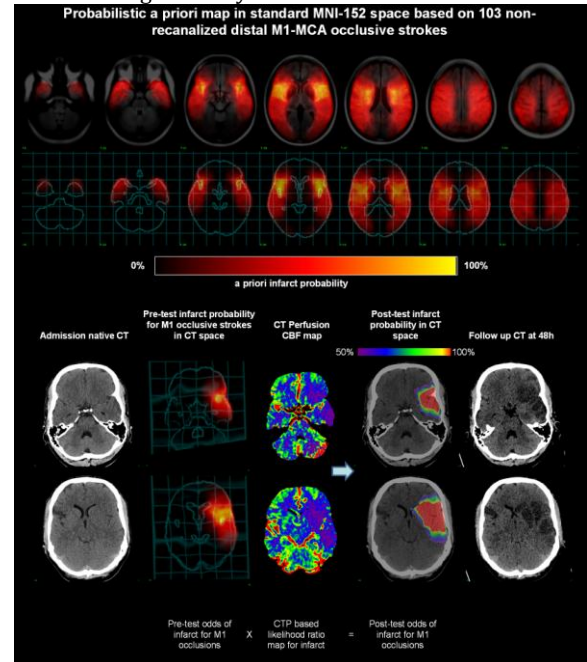 Probabilistic a priori map in standard MNI-152 space based on 103 non-
recanalized distal M1-MCA occlusive strokes
0%
100%
a priori infarct probability
Admission native CT
Pre-test infarct probability
for M1 occlusive strokes
in CT space
CT Perfusion
CBF map
Post-test infarct
probability in CT
space
50%
100%
Follow up CT at 48h
Pre-test odds of
infarct for M1
occlusions
X
CTP based
likelihood ratio
map for infarct
=
Post-test odds of
infarct for M1
occlusions